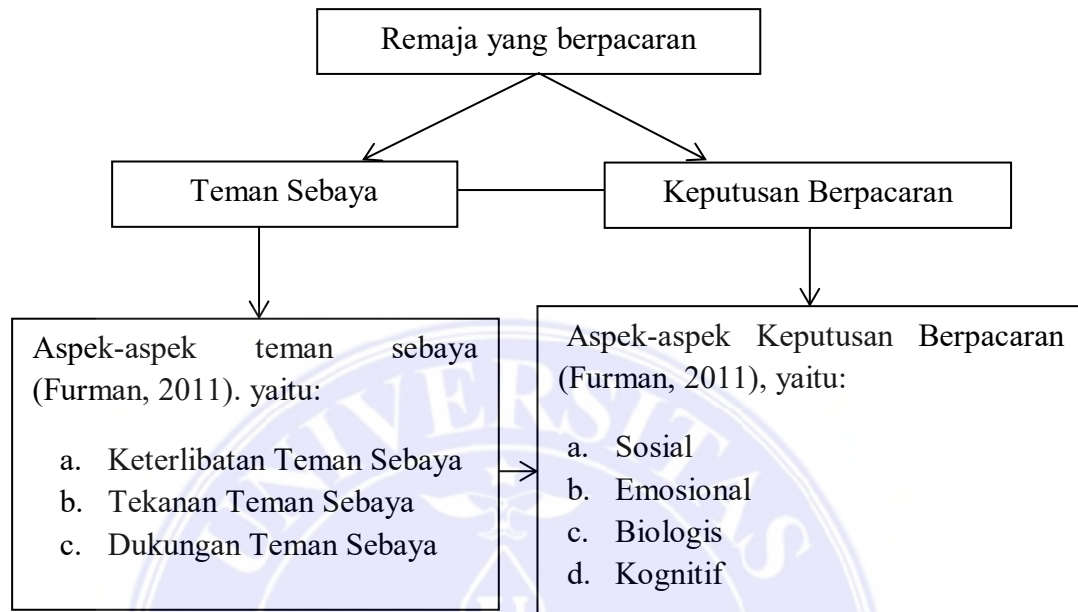 Remaja yang berpacaran
Teman Sebaya
Keputusan Berpacaran
Aspek-aspek teman sebaya
(Furman, 2011). yaitu:
a. Keterlibatan Teman Sebaya
b. Tekanan Teman Sebaya
c. Dukungan Teman Sebaya
Aspek-aspek Keputusan Berpacaran
(Furman, 2011), yaitu:
a. Sosial
b. Emosional
c. Biologis
d. Kognitif
UNIVERSITAS